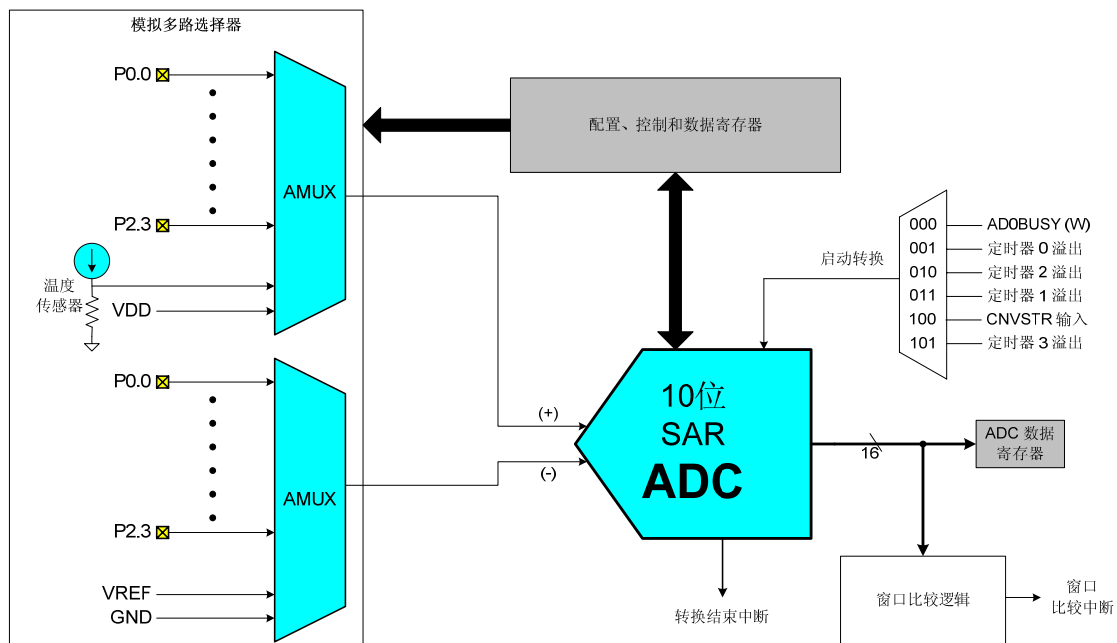 模拟多路选择器
P0.0
P2.3
温度
传感器
VDD
AMUX
P0.0
P2.3
VREF
GND
AMUX
配置、控制和数据寄存器
启动转换
000
001
010
011
100
101
AD0BUSY (W)
定时器 0 溢出
定时器 2 溢出
定时器 1 溢出
CNVSTR 输入
定时器 3 溢出
(+)
(-)
10位
SAR
ADC
16
ADC 数据
寄存器
转换结束中断
窗口比较逻辑
窗口
比较中断